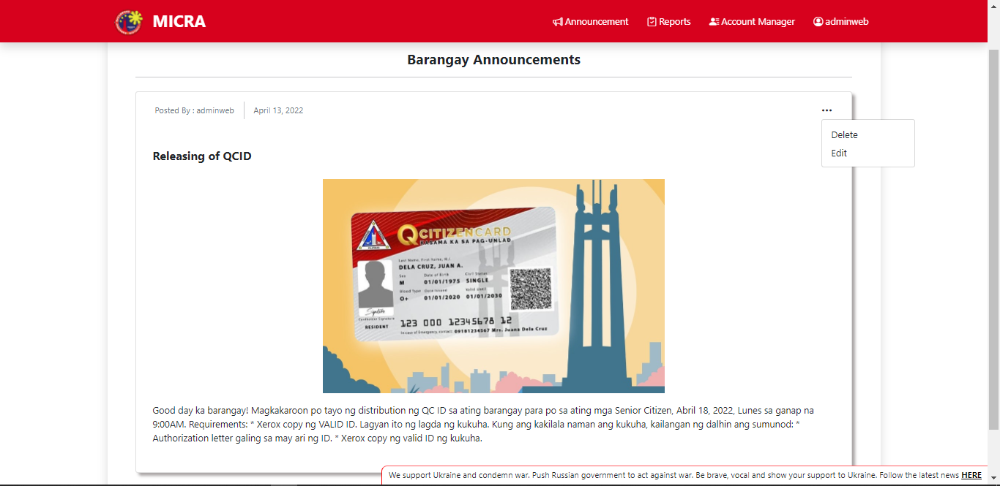 MICRA
Announcement
Reports
Account Manager
adminweb
Barangay Announcements
Posted By : adminweb
April 13, 2022
Delete
Edit
Releasing of QCID
QCITIZENCARD
KASAMA KA SA PAG-UNLAD
Last Name, First Name, M.I.
DELA CRUZ, JUAN A.
Sex Date of Birth Civil Status
M 01/01/1975 SINGLE
Blood Type Date Issued Valid Until
O+ 01/01/2020 01/01/2030
Signature
Cardholder Signature
RESIDENT
123 000 12345678 12
In case of Emergency, contact: 09181234567 Mrs. Juana Dela Cruz
Good day ka barangay! Magkakaroon po tayo ng distribution ng QC ID sa ating barangay para po sa ating mga Senior Citizen, Abril 18, 2022, Lunes sa ganap na
9:00AM. Requirements: * Xerox copy ng VALID ID. Lagyan ito ng lagda ng kukuha. Kung ang kakilala naman ang kukuha, kailangan ng dalhin ang sumunod: *
Authorization letter galing sa may ari ng ID. * Xerox copy ng valid ID ng kukuha.
We support Ukraine and condemn war. Push Russian government to act against war. Be brave, vocal and show your support to Ukraine. Follow the latest news HERE